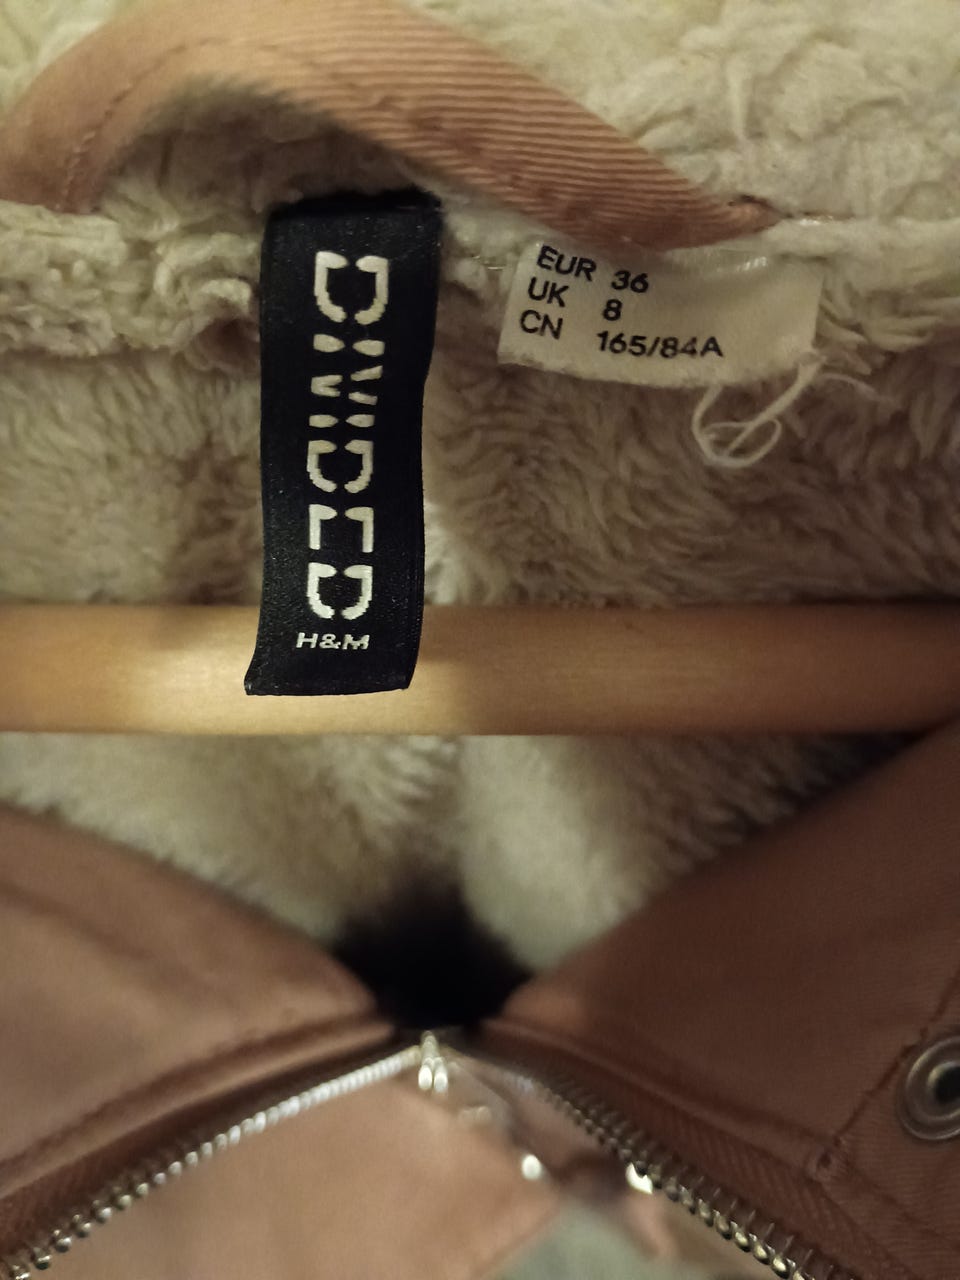 DIVIDED
H&M
EUR 36
UK 8
CN 165/84A